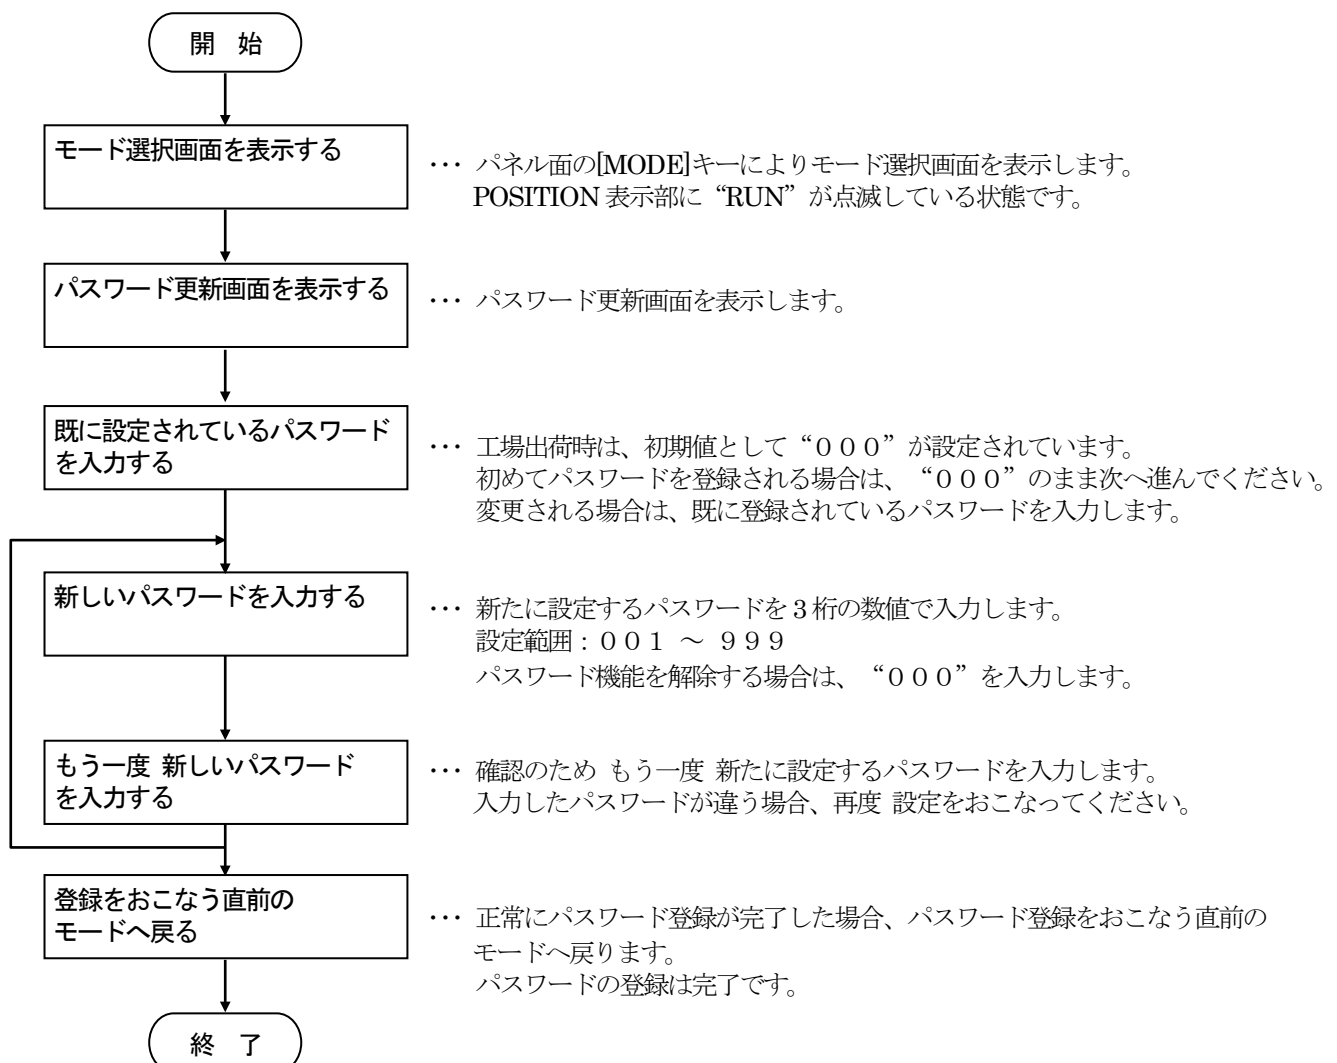 開 始
モード選択画面を表示する
・・・ パネル面の[MODE]キーによりモード選択画面を表示します。
POSITION 表示部に“RUN”が点滅している状態です。
パスワード更新画面を表示する
・・・ パスワード更新画面を表示します。
既に設定されているパスワード
を入力する
・・・ 工場出荷時は、初期値として“０００”が設定されています。
初めてパスワードを登録される場合は、“０００”のまま次へ進んでください。
変更される場合は、既に登録されているパスワードを入力します。
新しいパスワードを入力する
・・・ 新たに設定するパスワードを３桁の数値で入力します。
設定範囲：００１ ～ ９９９
パスワード機能を解除する場合は、“０００”を入力します。
もう一度 新しいパスワード
を入力する
・・・ 確認のため もう一度 新たに設定するパスワードを入力します。
入力したパスワードが違う場合、再度 設定をおこなってください。
登録をおこなう直前の
モードへ戻る
・・・ 正常にパスワード登録が完了した場合、パスワード登録をおこなう直前の
モードへ戻ります。
パスワードの登録は完了です。
終 了